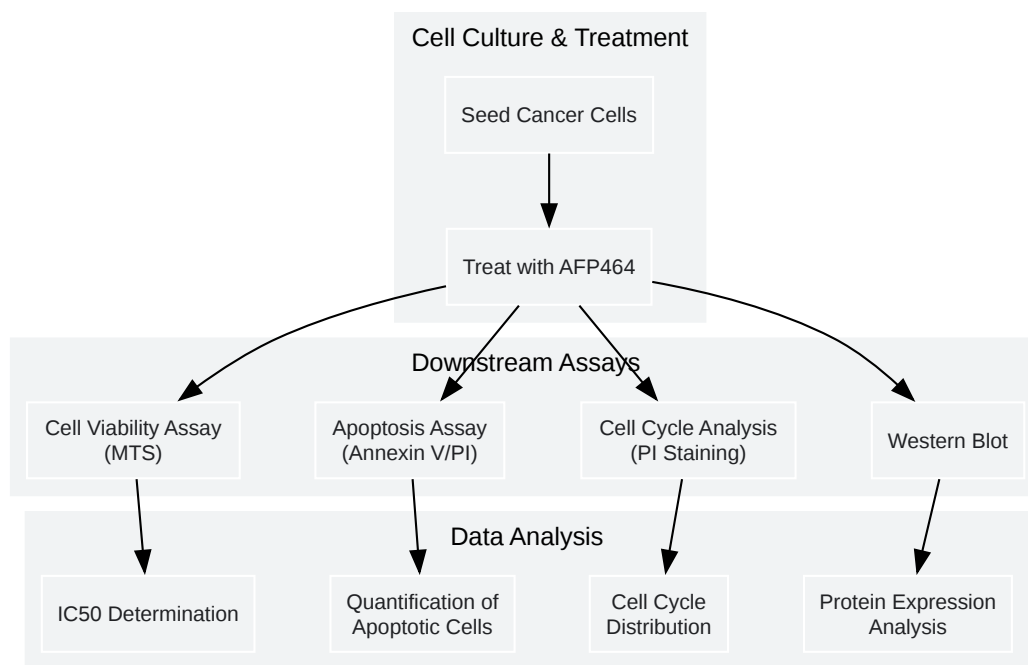 Cell Culture & Treatment
Seed Cancer Cells
Treat with AFP464
Downstream Assays
Cell Viability Assay
(MTS)
Apoptosis Assay
(Annexin V/PI)
Cell Cycle Analysis
(PI Staining)
Western Blot
Data Analysis
IC50 Determination
Quantification of
Apoptotic Cells
Cell Cycle
Distribution
Protein Expression
Analysis